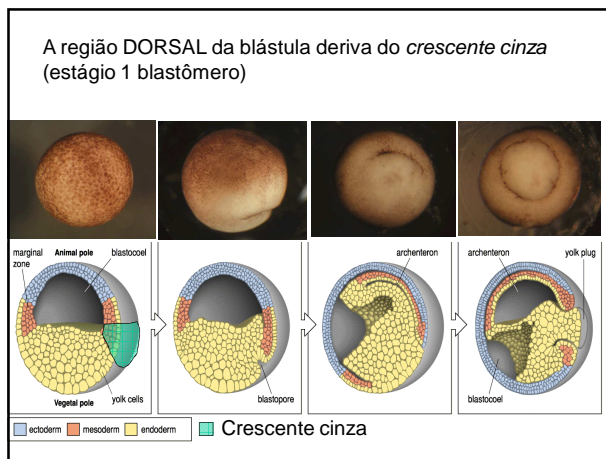 A região DORSAL da blástula deriva do crescente cinza
(estágio 1 blastômero)
marginal
zone
Animal pole
blastocoel
archenteron
archenteron
yolk plug
Vegetal pole
yolk cells
blastopore
blastocoel
ectoderm
mesoderm
endoderm
Crescente cinza